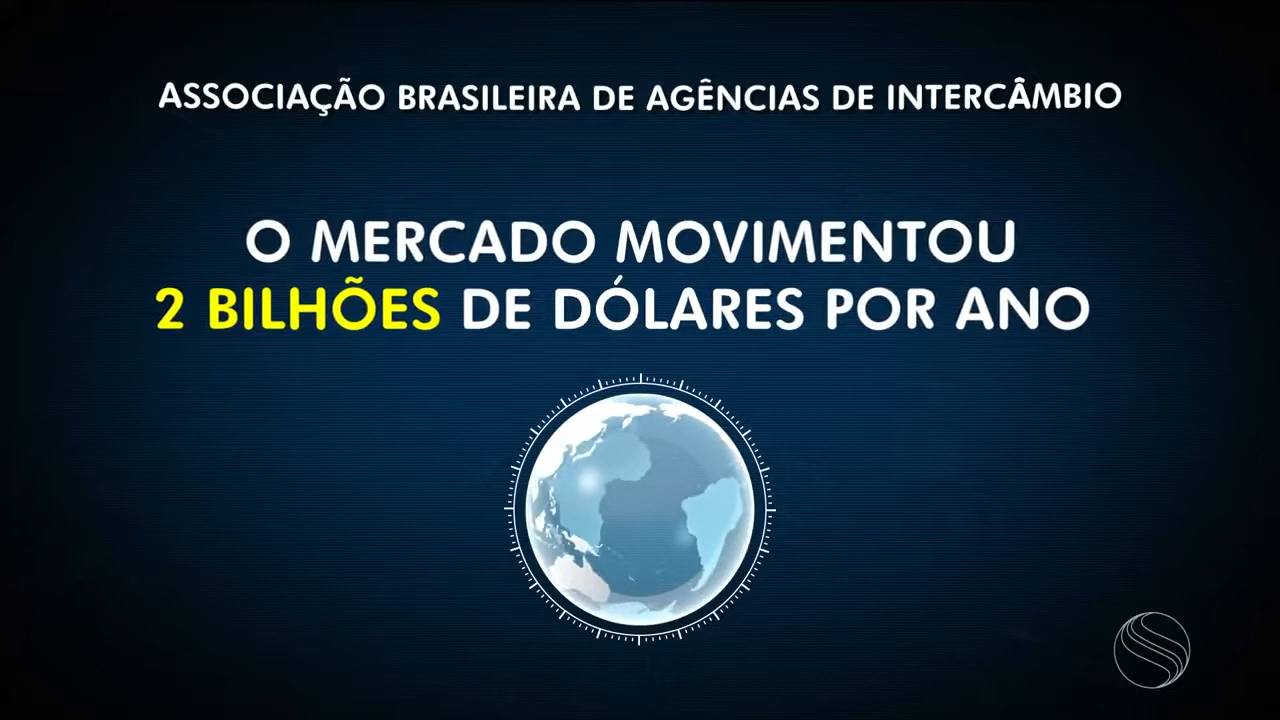 ASSOCIAÇÃO BRASILEIRA DE AGÊNCIAS DE INTERCÂMBIO
O MERCADO MOVIMENTOU
2 BILHÕES DE DÓLARES POR ANO